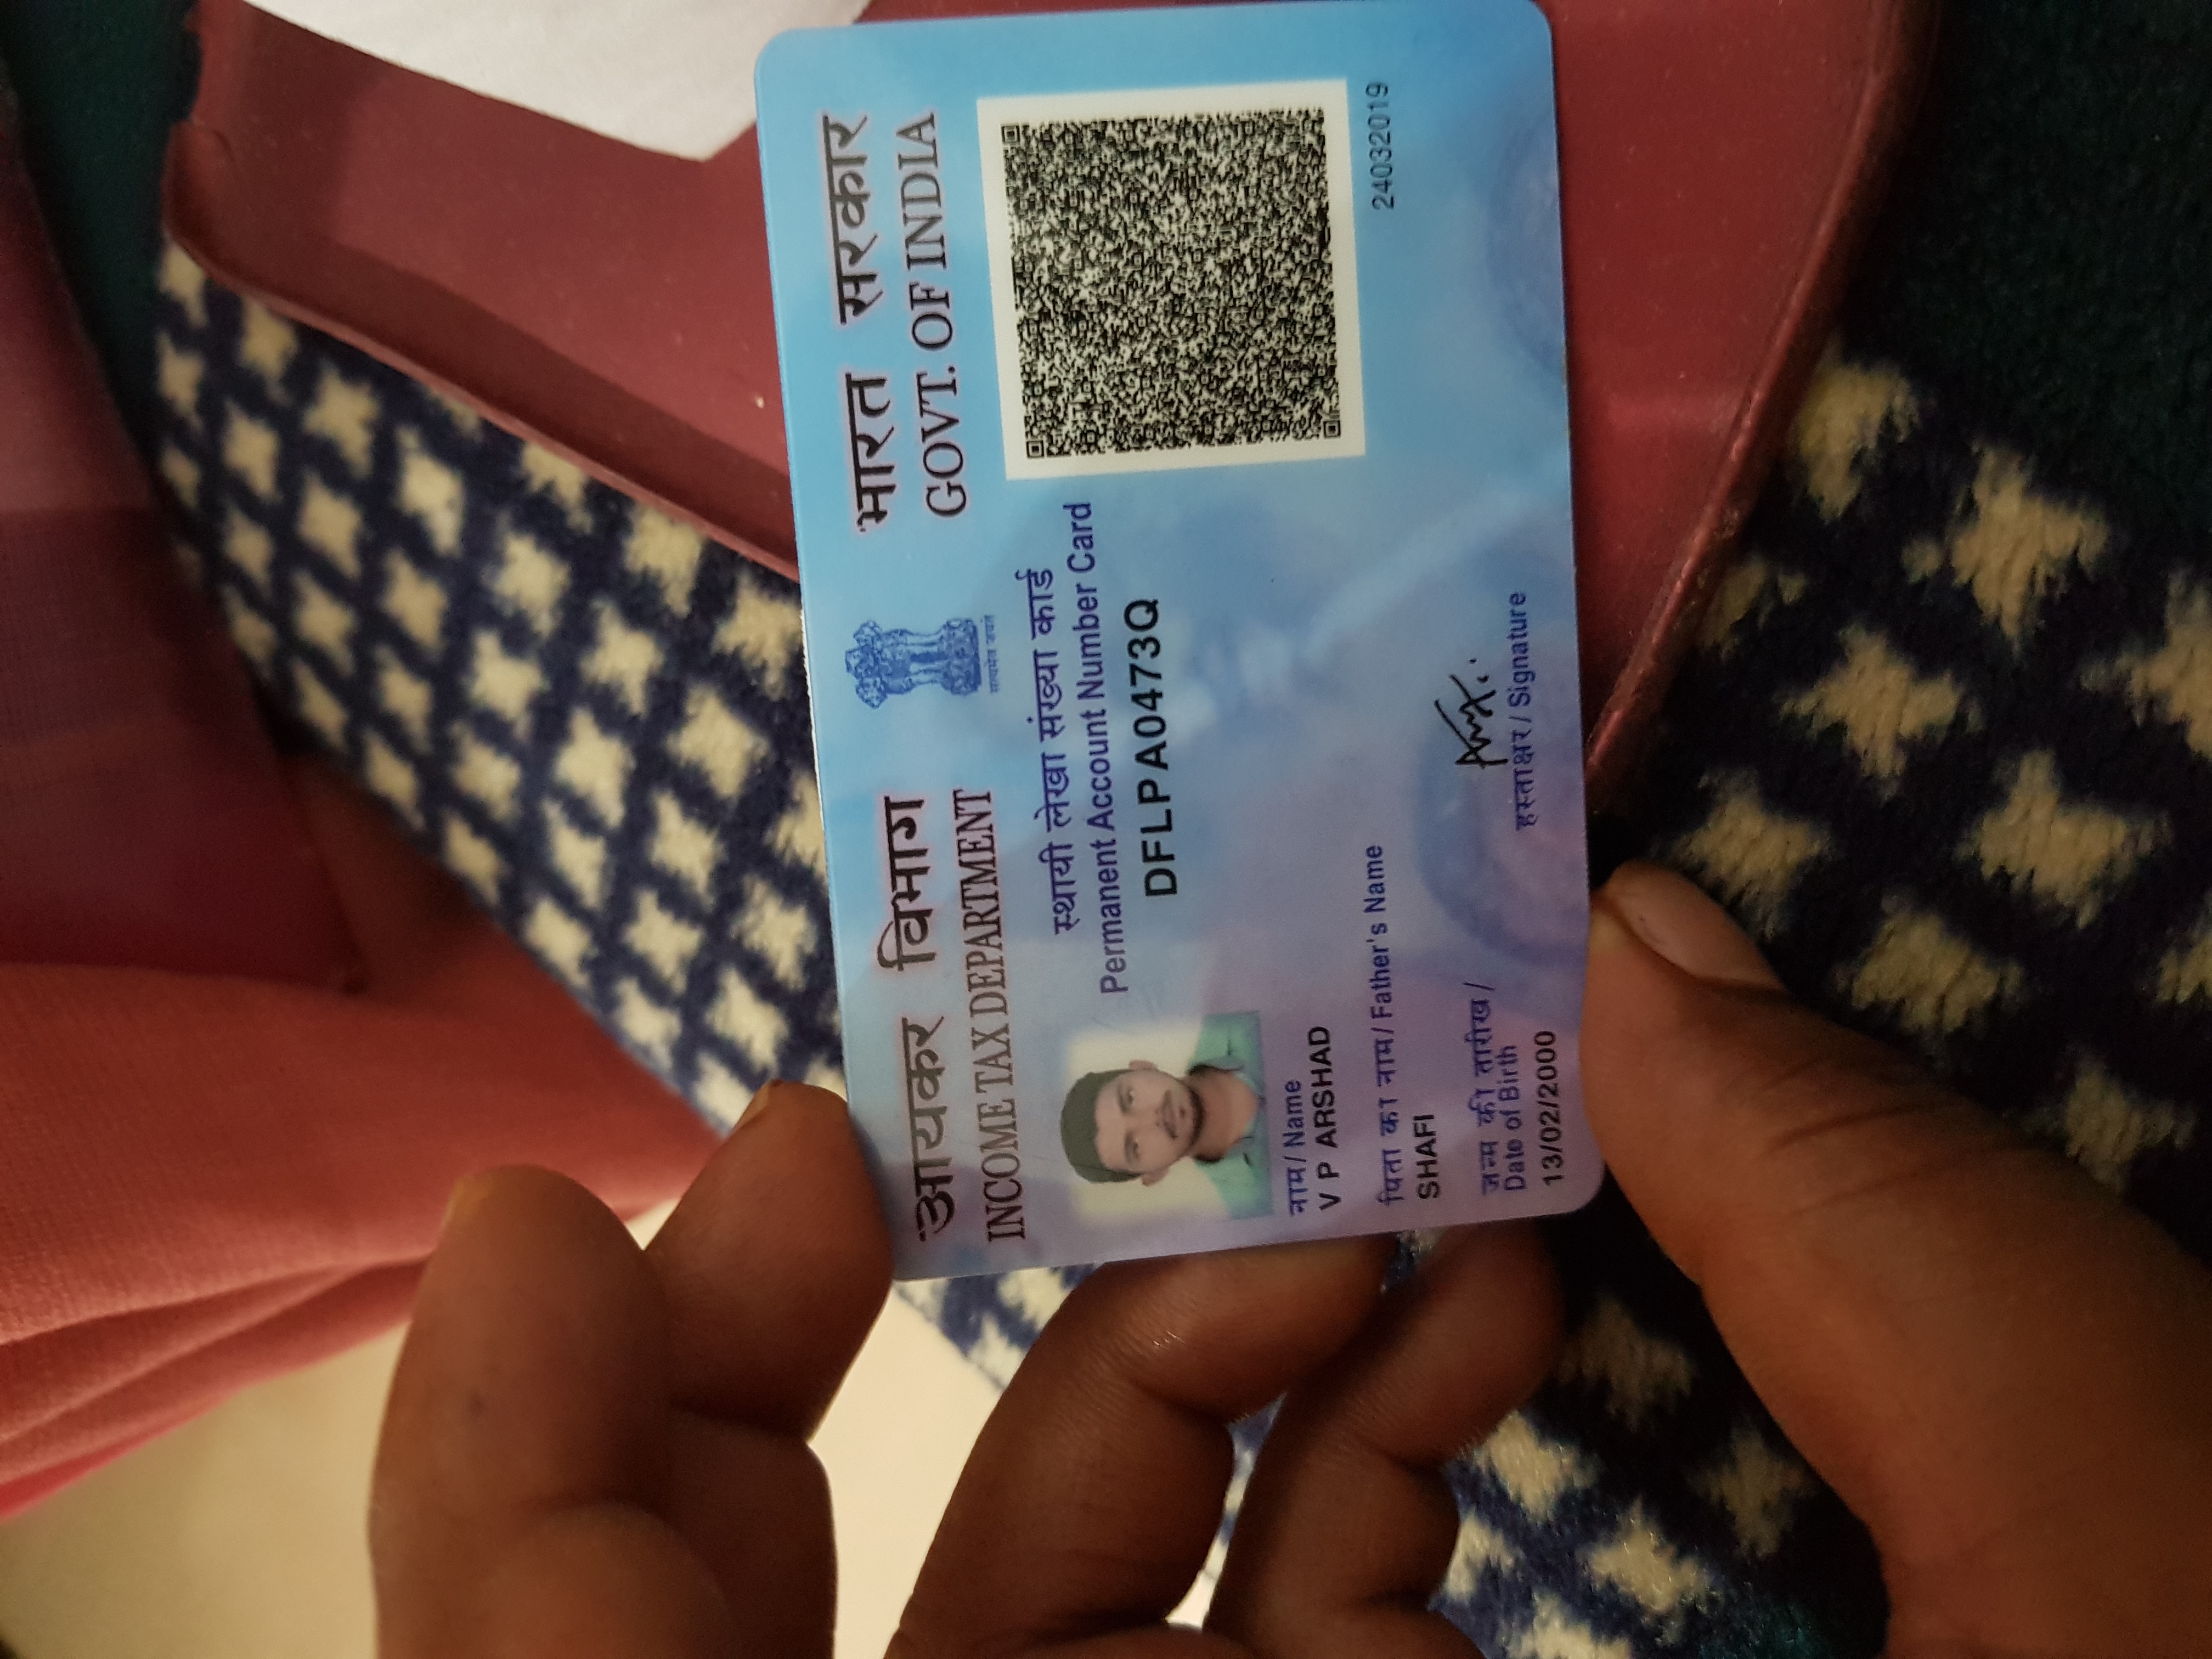 आयकर विभाग
INCOME TAX DEPARTMENT
सत्यमेव जयते
भारत सरकार
GOVT. OF INDIA
स्थायी लेखा संख्या कार्ड
Permanent Account Number Card
DFLPA0473Q
नाम / Name
V P ARSHAD
पिता का नाम / Father's Name
SHAFI
जन्म की तारीख /
Date of Birth
13/02/2000
हस्ताक्षर / Signature
24032019